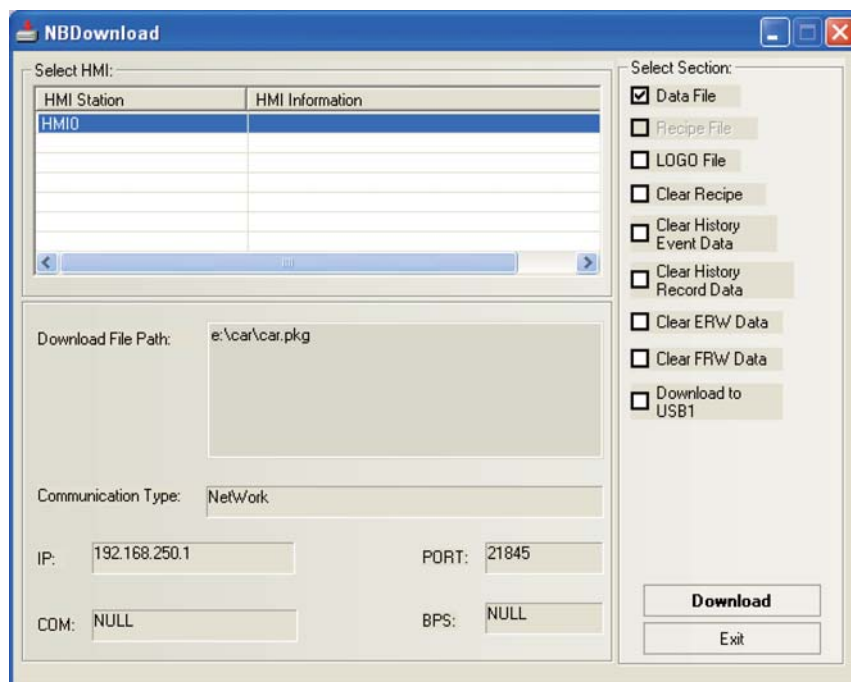 NBDownload
Select HMI:
HMI Station HMI Information
HMI0
Download File Path: e:\car\car.pkg
Communication Type: NetWork
IP: 192.168.250.1 PORT: 21845
COM: NULL BPS: NULL
Select Section:
Data File
Recipe File
LOGO File
Clear Recipe
Clear History
Event Data
Clear History
Record Data
Clear ERW Data
Clear FRW Data
Download to
USB1
Download
Exit